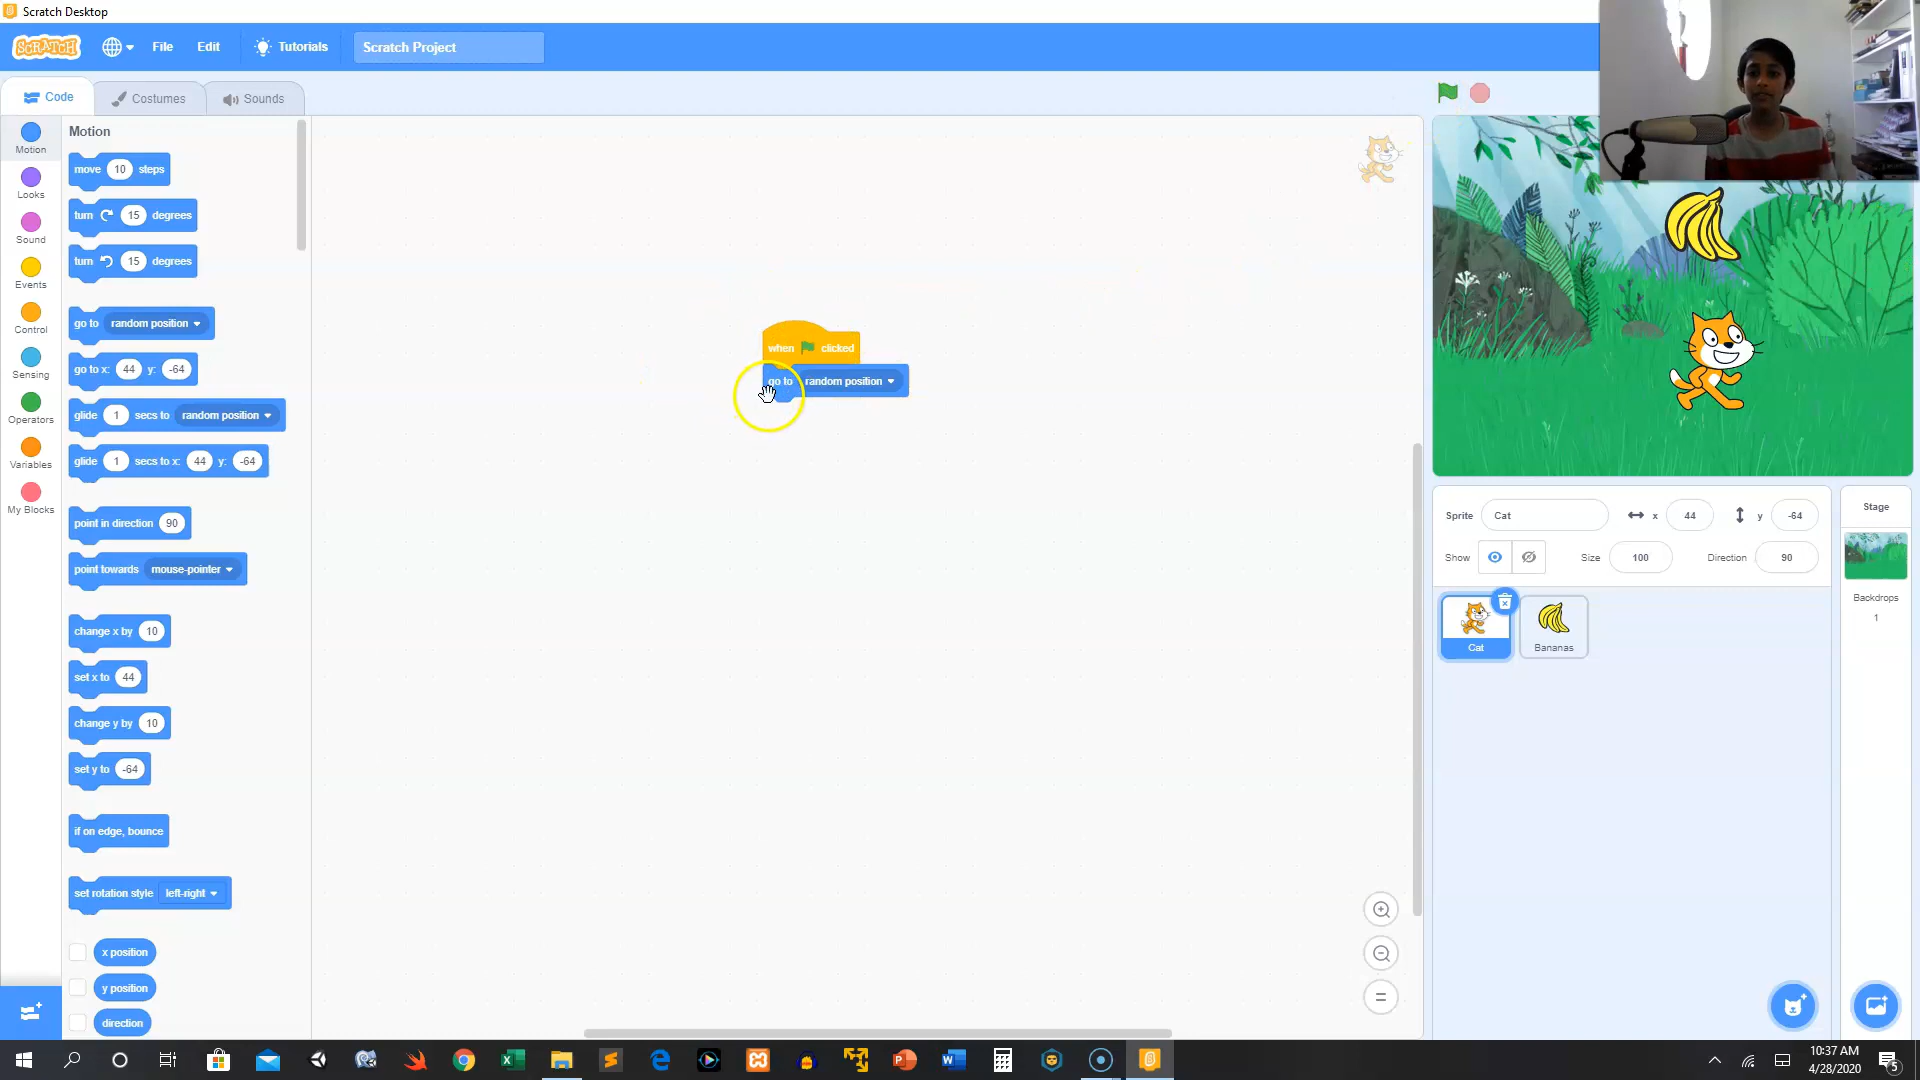 Scratch Desktop
SCRATCH File Edit Tutorials Scratch Project
Code Costumes Sounds
Motion
Looks
Sound
Events
Control
Sensing
Operators
Variables
My Blocks
Motion
move 10 steps
turn 15 degrees
turn 15 degrees
go to random position
go to x: 44 y: -64
glide 1 secs to random position
glide 1 secs to x: 44 y: -64
point in direction 90
point towards mouse-pointer
change x by 10
set x to 44
change y by 10
set y to -64
if on edge, bounce
set rotation style left-right
x position
y position
direction
when clicked
go to random position
Sprite Cat x 44 y -64
Show Size 100 Direction 90
Cat Bananas
Stage
Backdrops
1
10:37 AM
4/28/2020
5